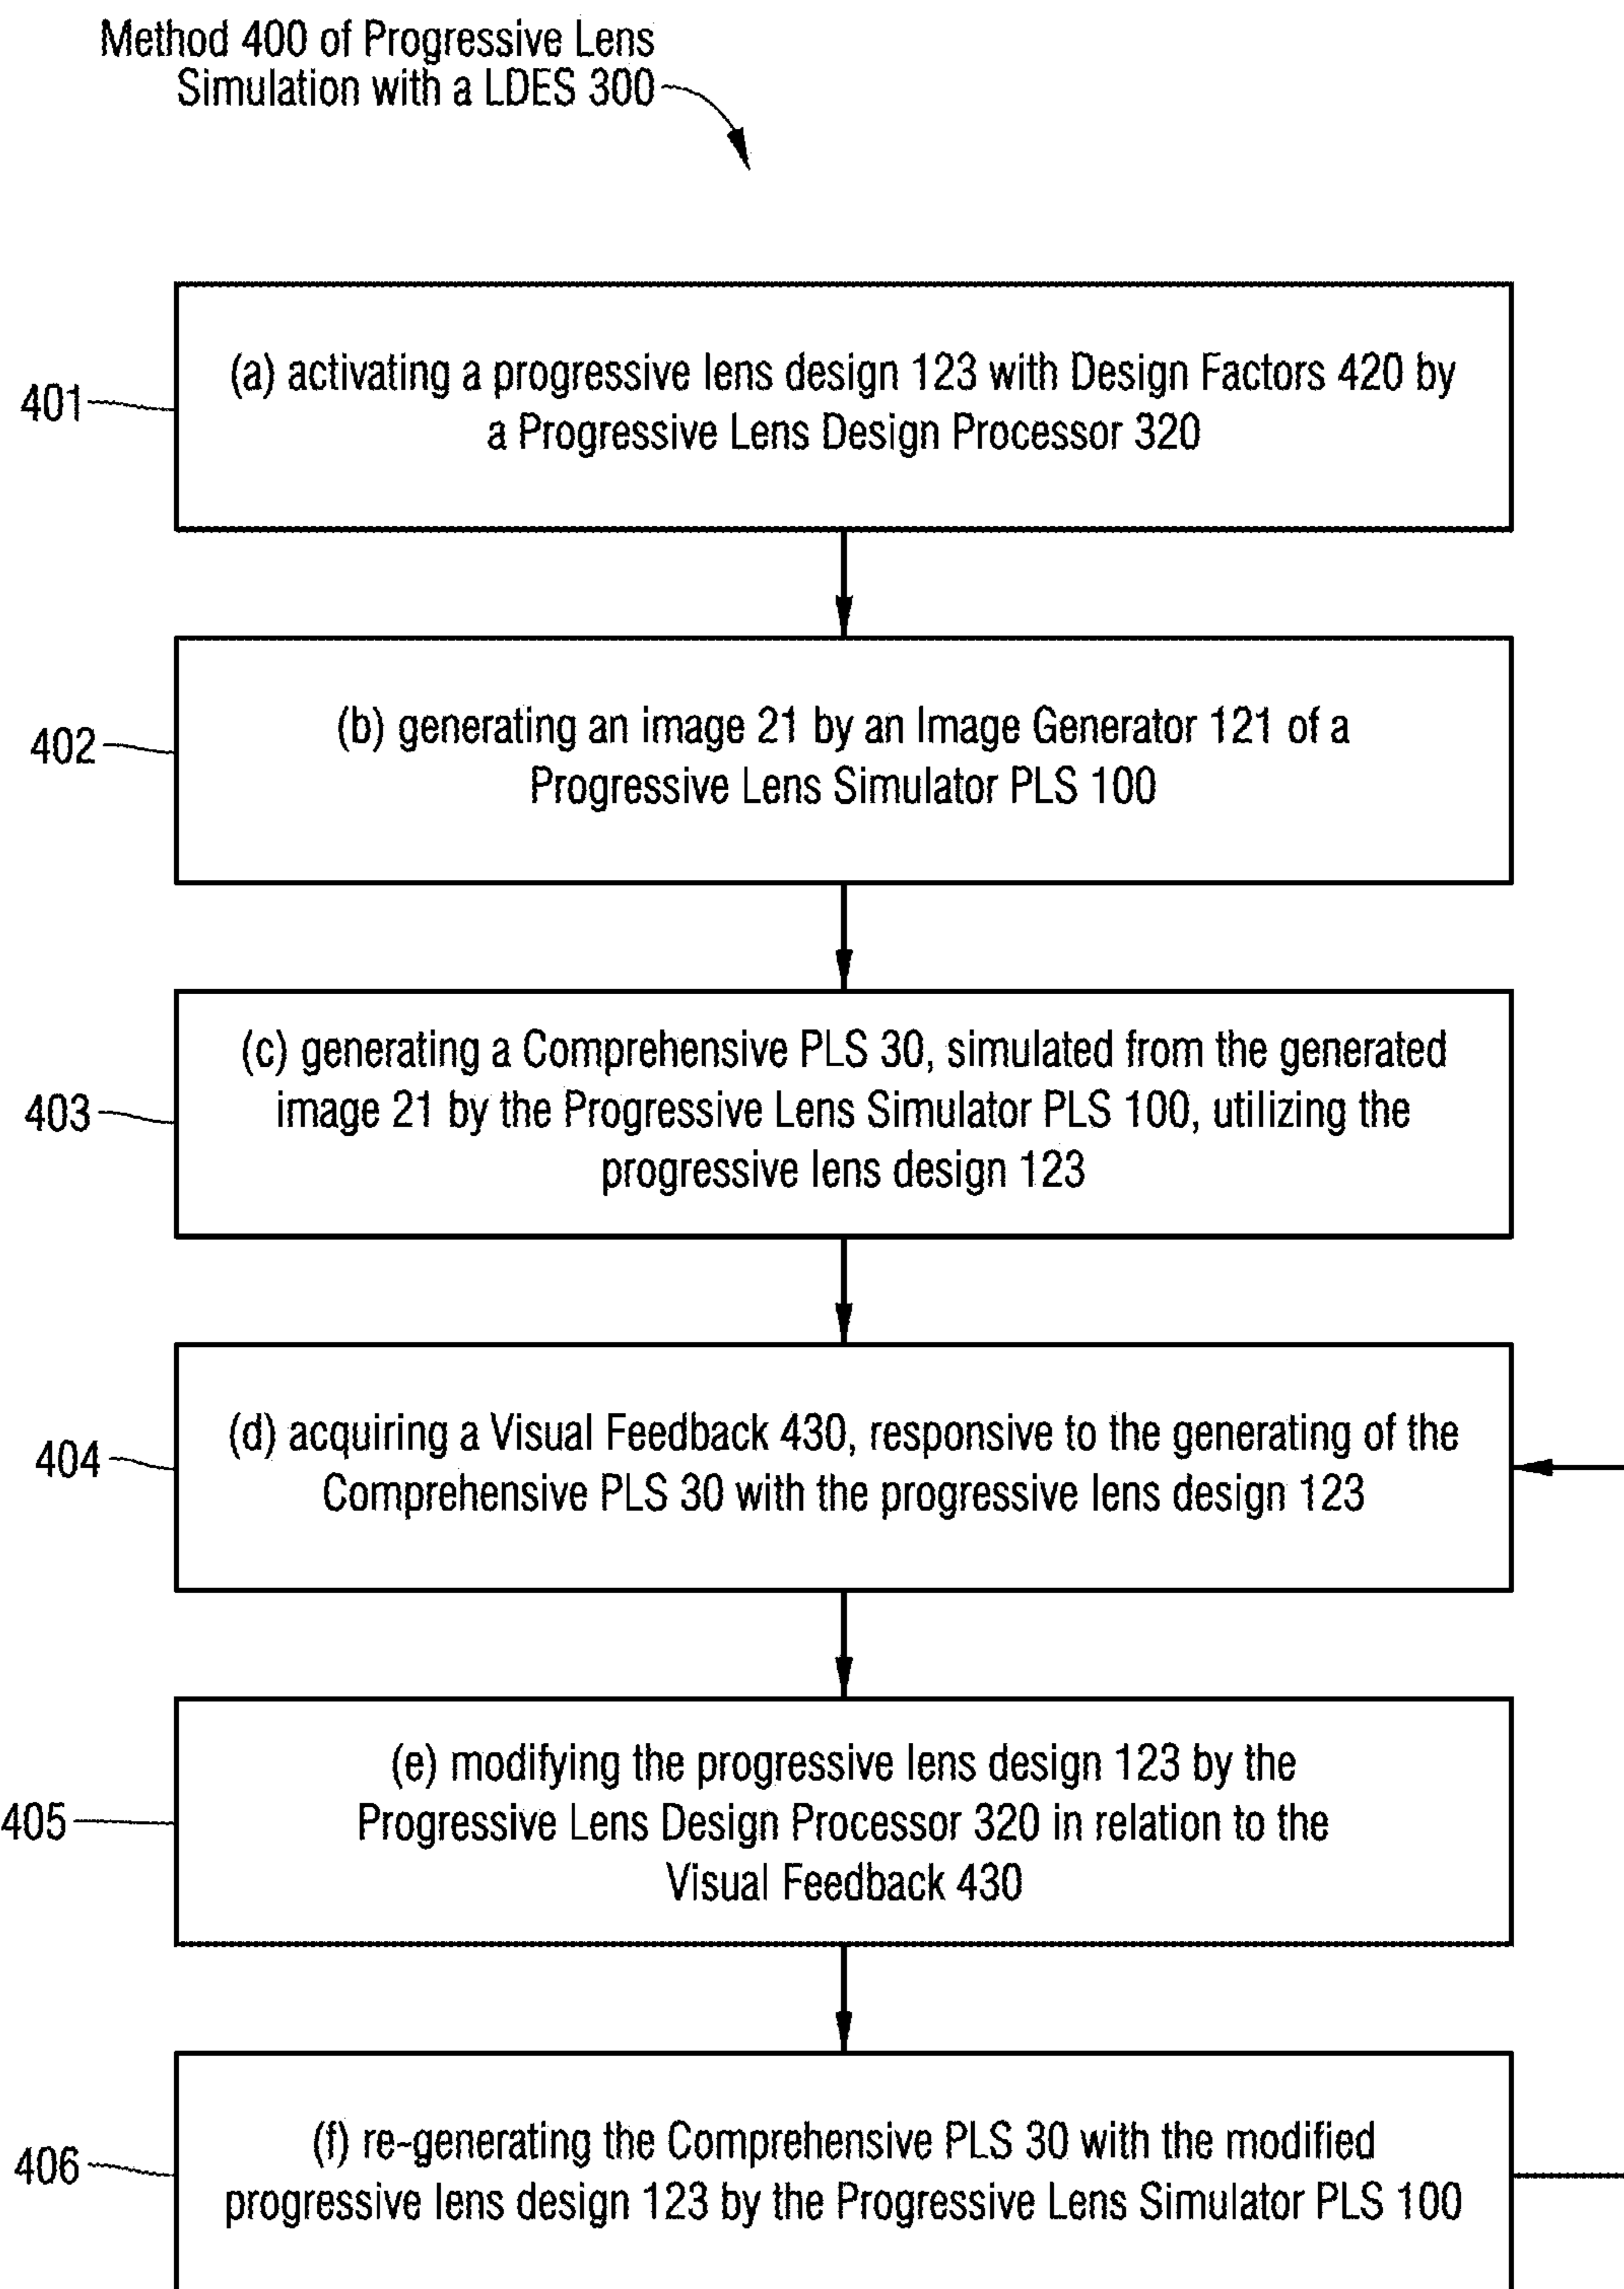 Method 400 of Progressive Lens
Simulation with a LDES 300
401
(a) activating a progressive lens design 123 with Design Factors 420 by
a Progressive Lens Design Processor 320
402
(b) generating an image 21 by an Image Generator 121 of a
Progressive Lens Simulator PLS 100
403
(c) generating a Comprehensive PLS 30, simulated from the generated
image 21 by the Progressive Lens Simulator PLS 100, utilizing the
progressive lens design 123
404
(d) acquiring a Visual Feedback 430, responsive to the generating of the
Comprehensive PLS 30 with the progressive lens design 123
405
(e) modifying the progressive lens design 123 by the
Progressive Lens Design Processor 320 in relation to the
Visual Feedback 430
406
(f) re-generating the Comprehensive PLS 30 with the modified
progressive lens design 123 by the Progressive Lens Simulator PLS 100